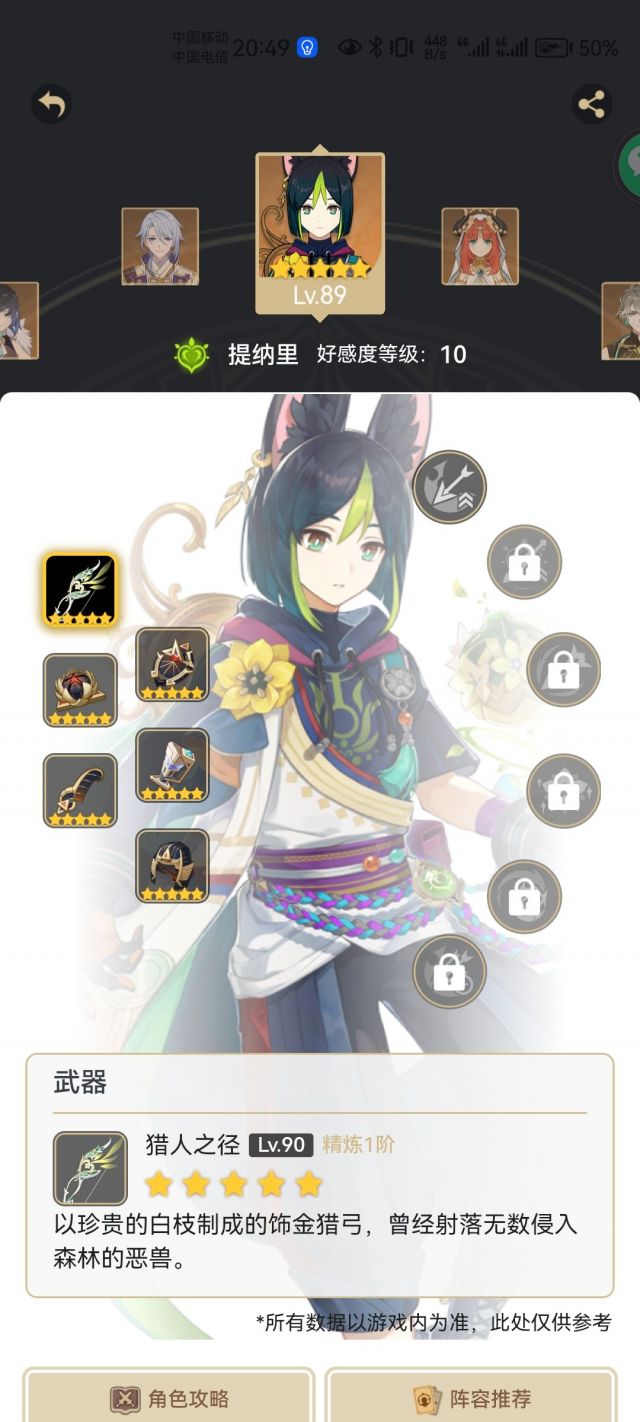 中国移动
中国电信
20:49
448
B/s
4G
4G
50%
Lv.89
提纳里 好感度等级：10
武器
猎人之径 Lv.90 精炼1阶
以珍贵的白枝制成的饰金猎弓，曾经射落无数侵入
森林的恶兽。
*所有数据以游戏内为准，此处仅供参考
角色攻略
阵容推荐